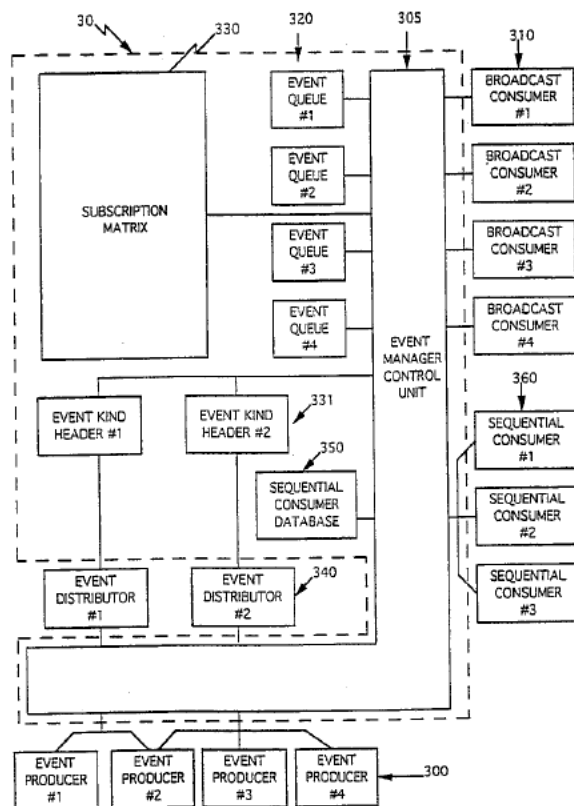 30
330
320
305
310
SUBSCRIPTION
MATRIX
EVENT
QUEUE
#1
EVENT
QUEUE
#2
EVENT
QUEUE
#3
EVENT
QUEUE
#4
EVENT
MANAGER
CONTROL
UNIT
BROADCAST
CONSUMER
#1
BROADCAST
CONSUMER
#2
BROADCAST
CONSUMER
#3
BROADCAST
CONSUMER
#4
EVENT KIND
HEADER #1
EVENT KIND
HEADER #2
331
350
SEQUENTIAL
CONSUMER
DATABASE
360
SEQUENTIAL
CONSUMER
#1
SEQUENTIAL
CONSUMER
#2
SEQUENTIAL
CONSUMER
#3
EVENT
DISTRIBUTOR
#1
EVENT
DISTRIBUTOR
#2
340
EVENT
PRODUCER
#1
EVENT
PRODUCER
#2
EVENT
PRODUCER
#3
EVENT
PRODUCER
#4
300